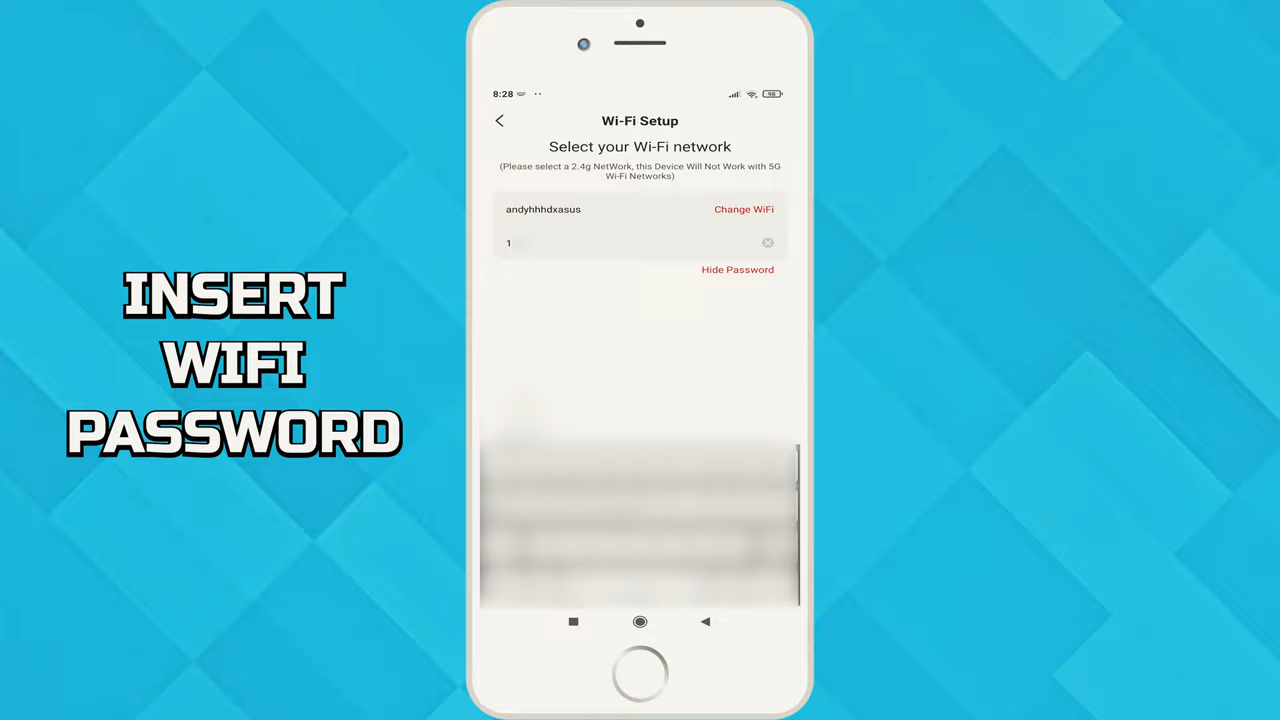 INSERT
WIFI
PASSWORD
8:28
98
Wi-Fi Setup
Select your Wi-Fi network
(Please select a 2.4g NetWork, this Device Will Not Work with 5G
Wi-Fi Networks)
andyhhhdxasus Change WiFi
1
Hide Password